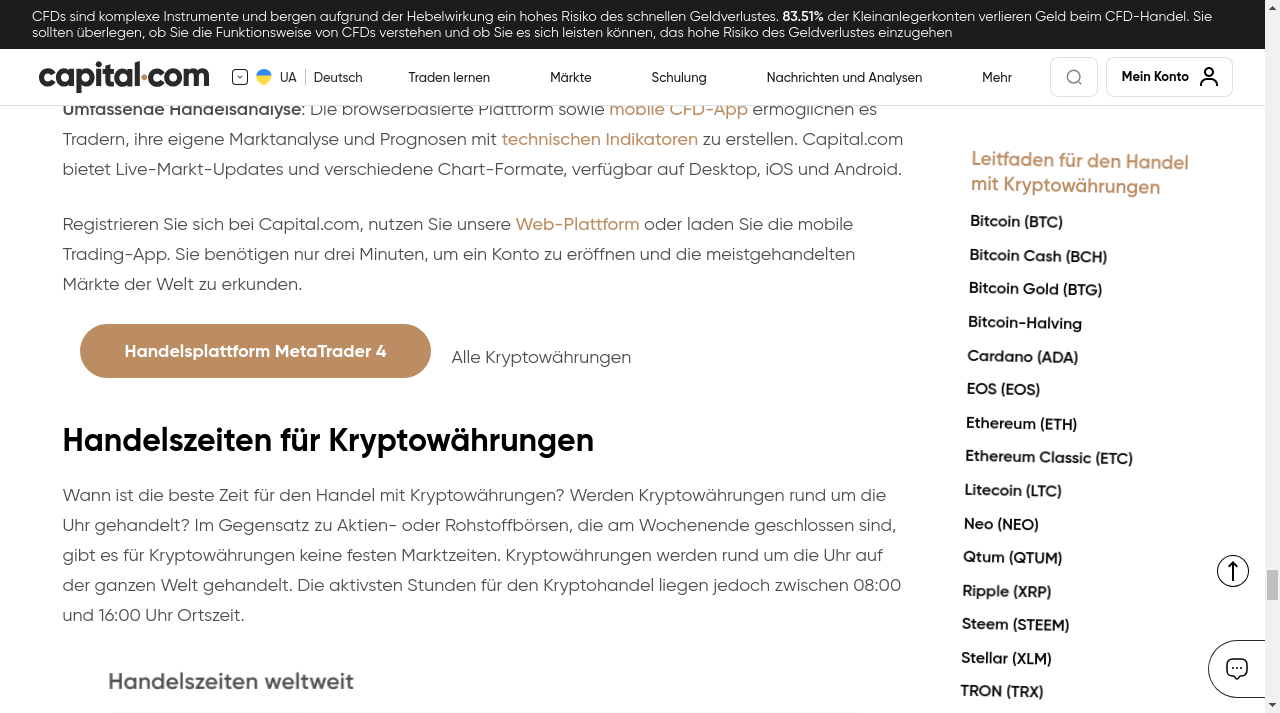 CFDs sind komplexe Instrumente und bergen aufgrund der Hebelwirkung ein hohes Risiko des schnellen Geldverlustes. 83.51% der Kleinanlegerkonten verlieren Geld beim CFD-Handel. Sie
sollten überlegen, ob Sie die Funktionsweise von CFDs verstehen und ob Sie es sich leisten können, das hohe Risiko des Geldverlustes einzugehen
capital.com
UA
Deutsch
Traden lernen
Märkte
Schulung
Nachrichten und Analysen
Mehr
Mein Konto
Umfassende Handelsanalyse: Die browserbasierte Plattform sowie mobile CFD-App ermöglichen es
Tradern, ihre eigene Marktanalyse und Prognosen mit technischen Indikatoren zu erstellen. Capital.com
bietet Live-Markt-Updates und verschiedene Chart-Formate, verfügbar auf Desktop, iOS und Android.
Registrieren Sie sich bei Capital.com, nutzen Sie unsere Web-Plattform oder laden Sie die mobile
Trading-App. Sie benötigen nur drei Minuten, um ein Konto zu eröffnen und die meistgehandelten
Märkte der Welt zu erkunden.
Handelsplattform MetaTrader 4
Alle Kryptowährungen
Handelszeiten für Kryptowährungen
Wann ist die beste Zeit für den Handel mit Kryptowährungen? Werden Kryptowährungen rund um die
Uhr gehandelt? Im Gegensatz zu Aktien- oder Rohstoffbörsen, die am Wochenende geschlossen sind,
gibt es für Kryptowährungen keine festen Marktzeiten. Kryptowährungen werden rund um die Uhr auf
der ganzen Welt gehandelt. Die aktivsten Stunden für den Kryptohandel liegen jedoch zwischen 08:00
und 16:00 Uhr Ortszeit.
Handelszeiten weltweit
Leitfaden für den Handel
mit Kryptowährungen
Bitcoin (BTC)
Bitcoin Cash (BCH)
Bitcoin Gold (BTG)
Bitcoin-Halving
Cardano (ADA)
EOS (EOS)
Ethereum (ETH)
Ethereum Classic (ETC)
Litecoin (LTC)
Neo (NEO)
Qtum (QTUM)
Ripple (XRP)
Steem (STEEM)
Stellar (XLM)
TRON (TRX)